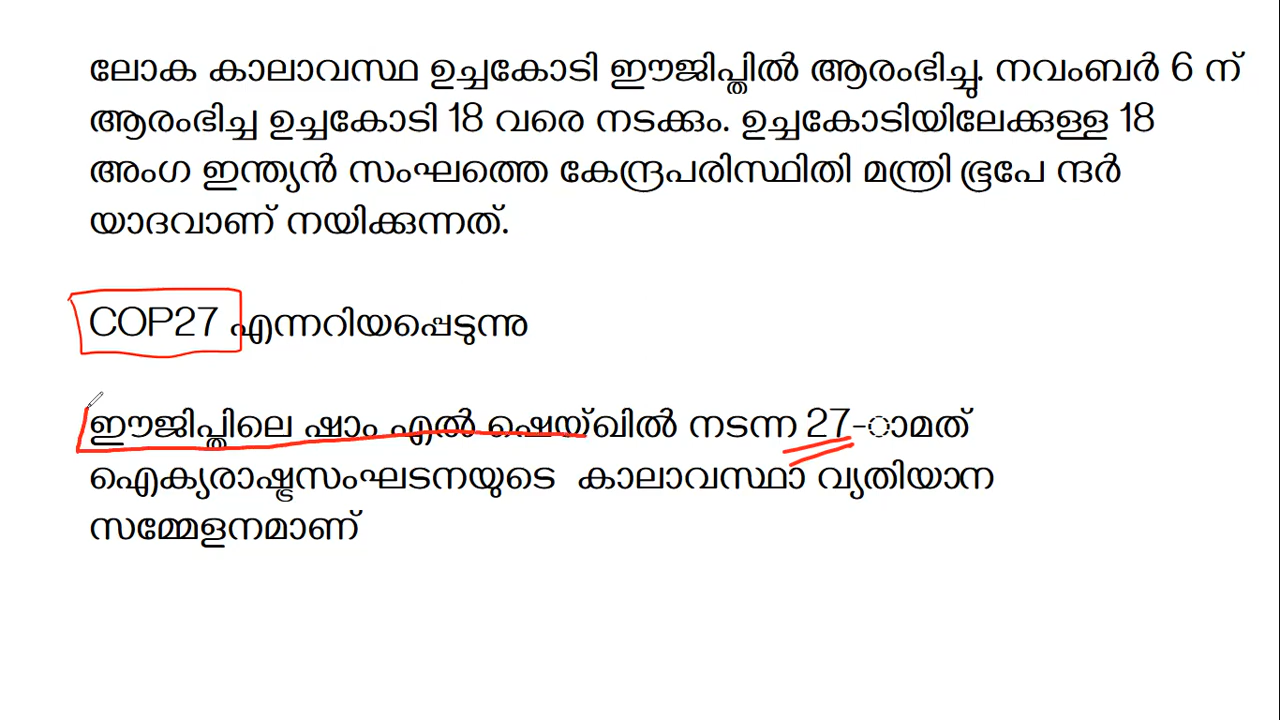 ലോക കാലാവസ്ഥ ഉച്ചകോടി ഈജിപ്തിൽ ആരംഭിച്ചു. നവംബർ 6 ന്
ആരംഭിച്ച ഉച്ചകോടി 18 വരെ നടക്കും. ഉച്ചകോടിയിലേക്കുള്ള 18
അംഗ ഇന്ത്യൻ സംഘത്തെ കേന്ദ്രപരിസ്ഥിതി മന്ത്രി ഭൂപേ ന്ദർ
യാദവാണ് നയിക്കുന്നത്.
COP27 എന്നറിയപ്പെടുന്നു
ഈജിപ്തിലെ ഷാം എൽ ഷെയ്ഖിൽ നടന്ന 27-ാമത്
ഐക്യരാഷ്ട്രസംഘടനയുടെ കാലാവസ്ഥാ വ്യതിയാന
സമ്മേളനമാണ്